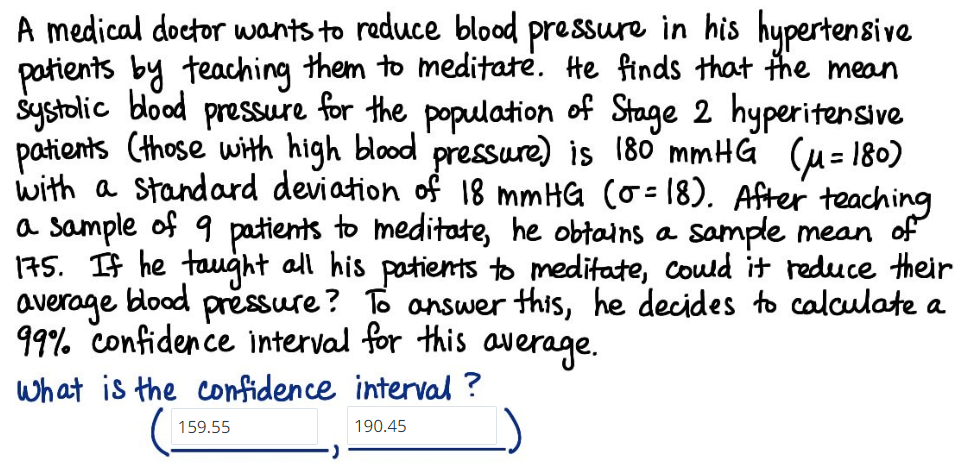 A medical doctor wants to reduce blood pressure in his hypertensive
patients by teaching them to meditate. He finds that the mean
systolic blood pressure for the population of Stage 2 hyperitensive
patients (those with high blood pressure) is 180 mmHG (μ = 180)
with a standard deviation of 18 mmHG (σ = 18). After teaching
a sample of 9 patients to meditate, he obtains a sample mean of
175. If he taught all his patients to meditate, could it reduce their
average blood pressure? To answer this, he decides to calculate a
99% confidence interval for this average.
What is the confidence interval?
( 159.55 , 190.45 )